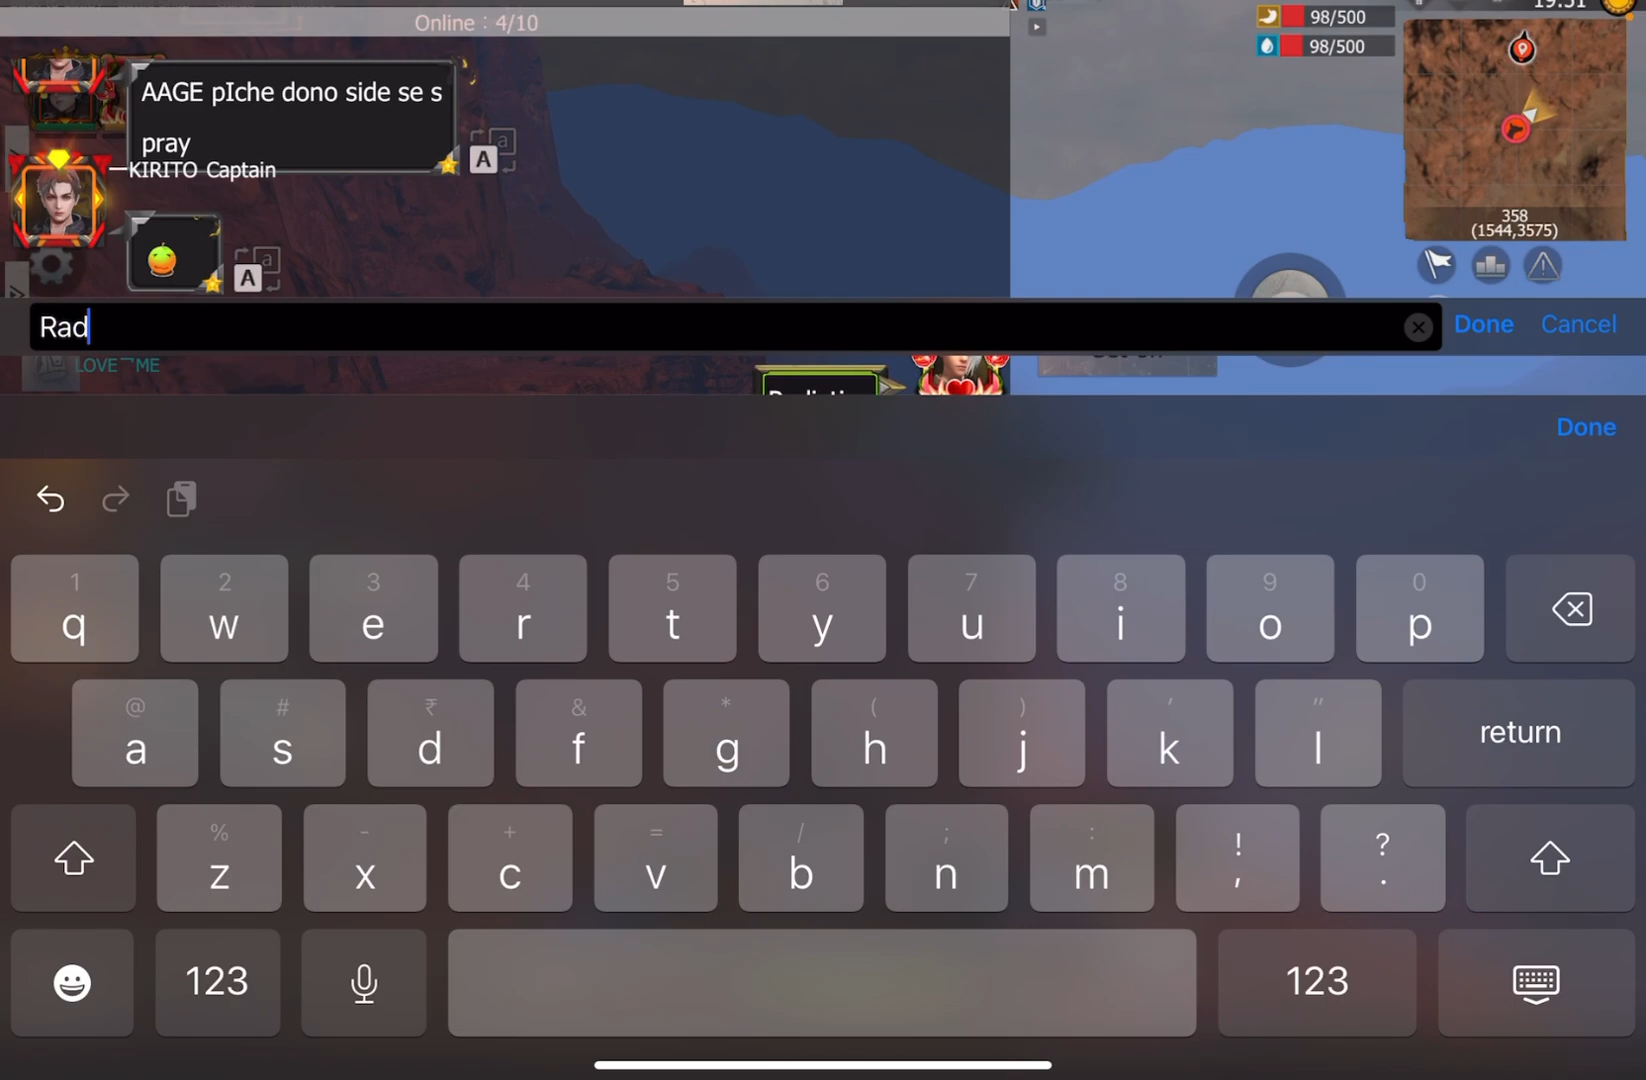 Online : 4/10
98/500
98/500
AAGE pIche dono side se s
pray
KIRITO Captain
A a
A a
358
(1544,3575)
Rad
Done Cancel
LOVE ME
Done
1 2 3 4 5 6 7 8 9 0
q w e r t y u i o p
@ # ₹ & * ( ) ' "
a s d f g h j k l return
% - + = / ; : ! ?
z x c v b n m , .
123 123